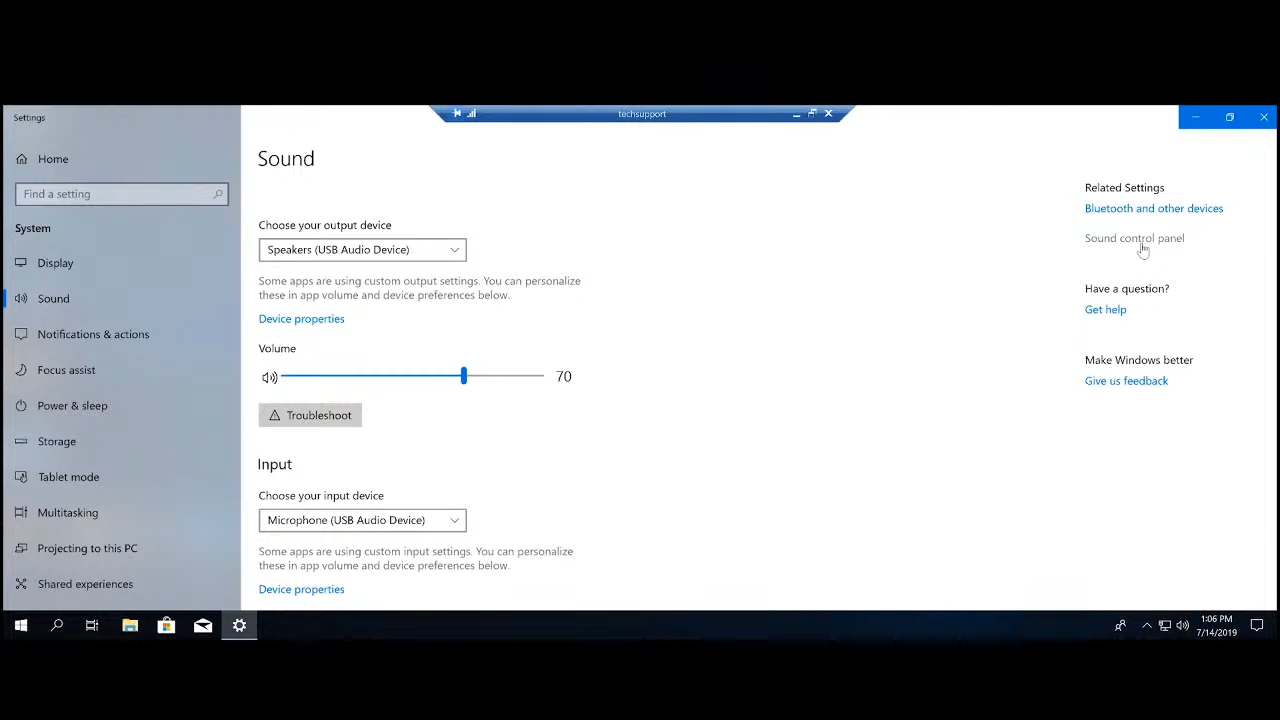 techsupport
Settings
Home
Find a setting
System
Display
Sound
Notifications & actions
Focus assist
Power & sleep
Storage
Tablet mode
Multitasking
Projecting to this PC
Shared experiences
Sound
Choose your output device
Speakers (USB Audio Device)
Some apps are using custom output settings. You can personalize
these in app volume and device preferences below.
Device properties
Volume
70
Troubleshoot
Input
Choose your input device
Microphone (USB Audio Device)
Some apps are using custom input settings. You can personalize
these in app volume and device preferences below.
Device properties
Related Settings
Bluetooth and other devices
Sound control panel
Have a question?
Get help
Make Windows better
Give us feedback
1:06 PM
7/14/2019